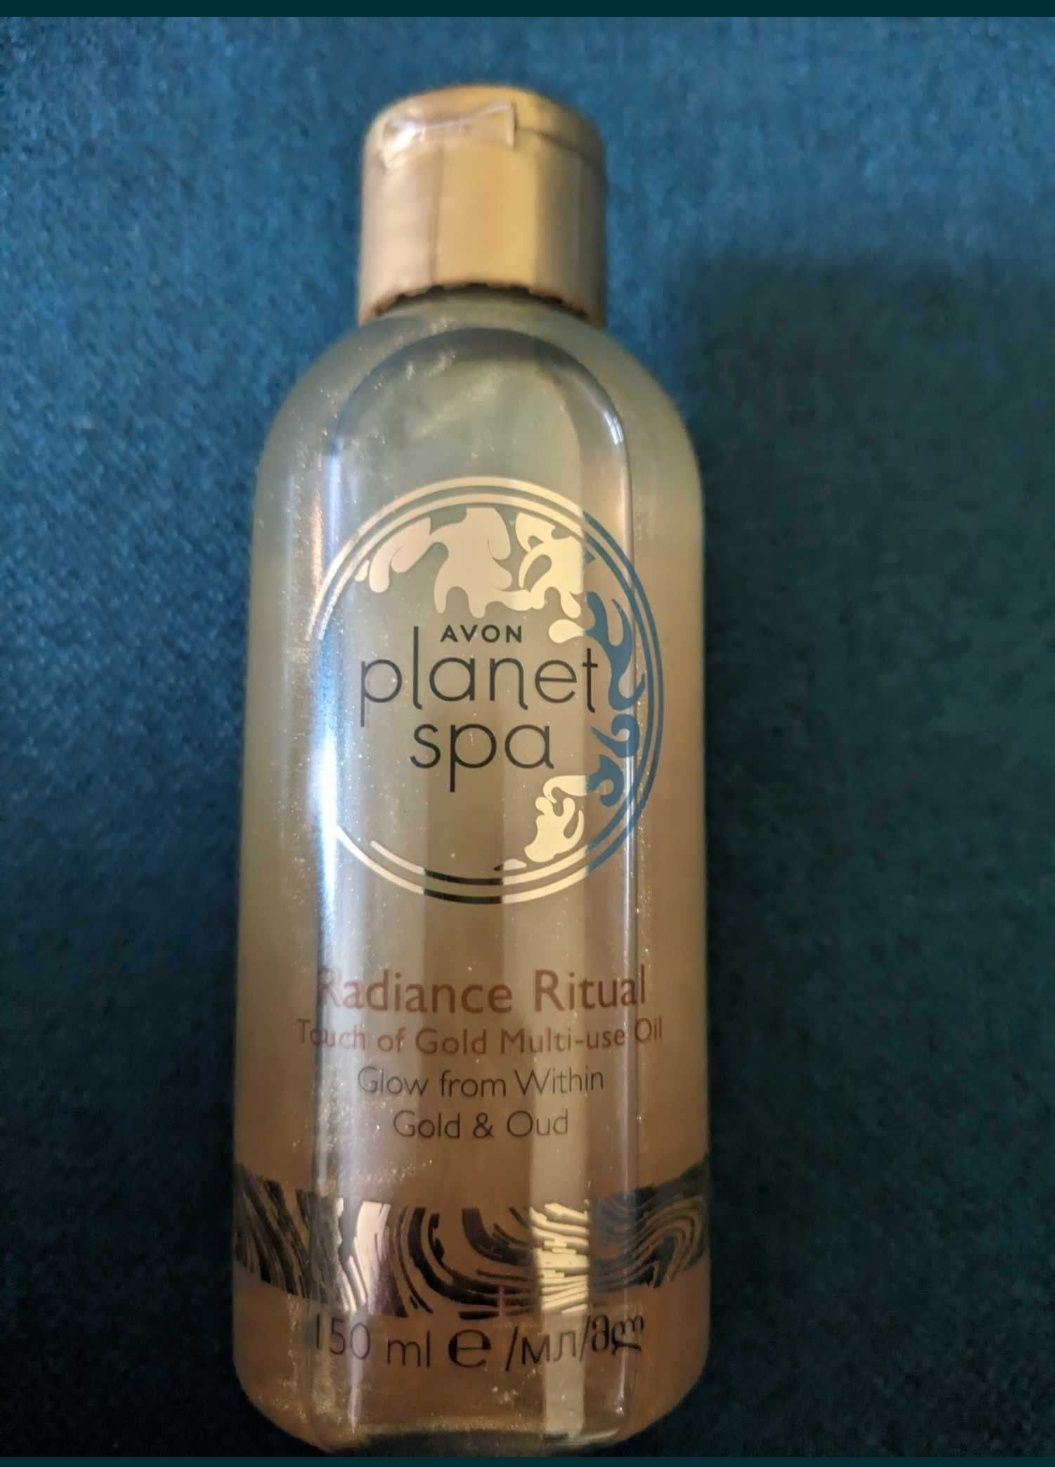 AVON
planet
spa
Radiance Ritual
Touch of Gold Multi-use Oil
Glow from Within
Gold & Oud
150 ml e /мл/მლ